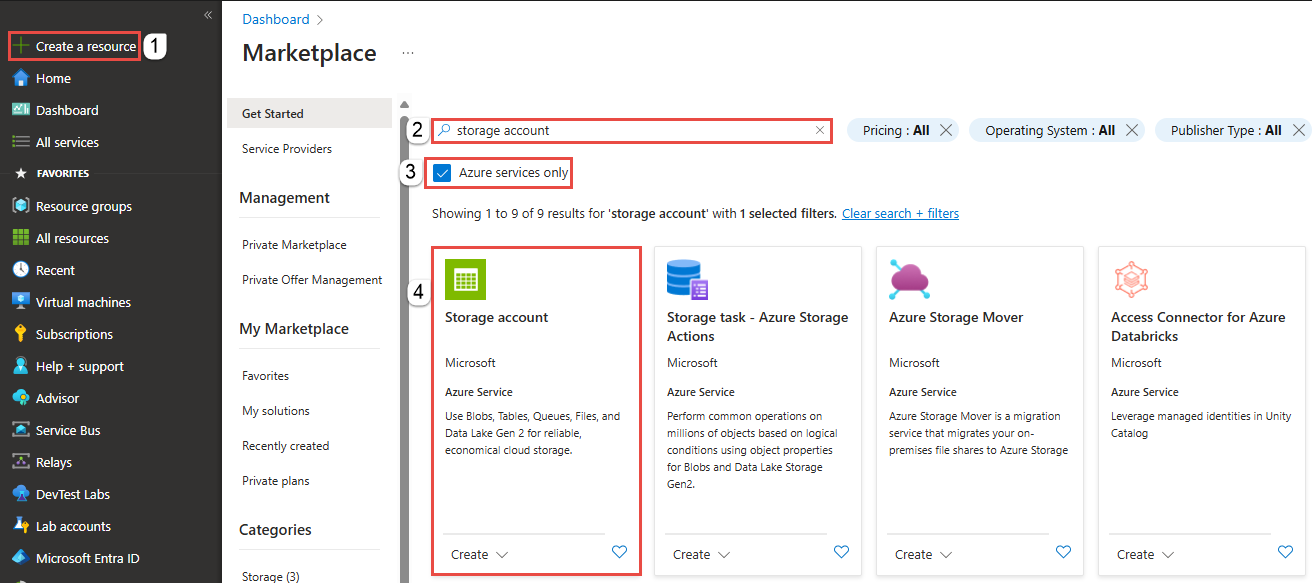 «
Create a resource
1
Home
Dashboard
All services
FAVORITES
Resource groups
All resources
Recent
Virtual machines
Subscriptions
Help + support
Advisor
Service Bus
Relays
DevTest Labs
Lab accounts
Microsoft Entra ID
Dashboard >
Marketplace ...
Get Started
Service Providers
Management
Private Marketplace
Private Offer Management
My Marketplace
Favorites
My solutions
Recently created
Private plans
Categories
Storage (3)
2
storage account
Pricing : All
Operating System : All
Publisher Type : All
3
Azure services only
Showing 1 to 9 of 9 results for 'storage account' with 1 selected filters. Clear search + filters
4
Storage account
Microsoft
Azure Service
Use Blobs, Tables, Queues, Files, and
Data Lake Gen 2 for reliable,
economical cloud storage.
Create
Storage task - Azure Storage
Actions
Microsoft
Azure Service
Perform common operations on
millions of objects based on logical
conditions using object properties
for Blobs and Data Lake Storage
Gen2.
Create
Azure Storage Mover
Microsoft
Azure Service
Azure Storage Mover is a migration
service that migrates your on-
premises file shares to Azure Storage
Create
Access Connector for Azure
Databricks
Microsoft
Azure Service
Leverage managed identities in Unity
Catalog
Create